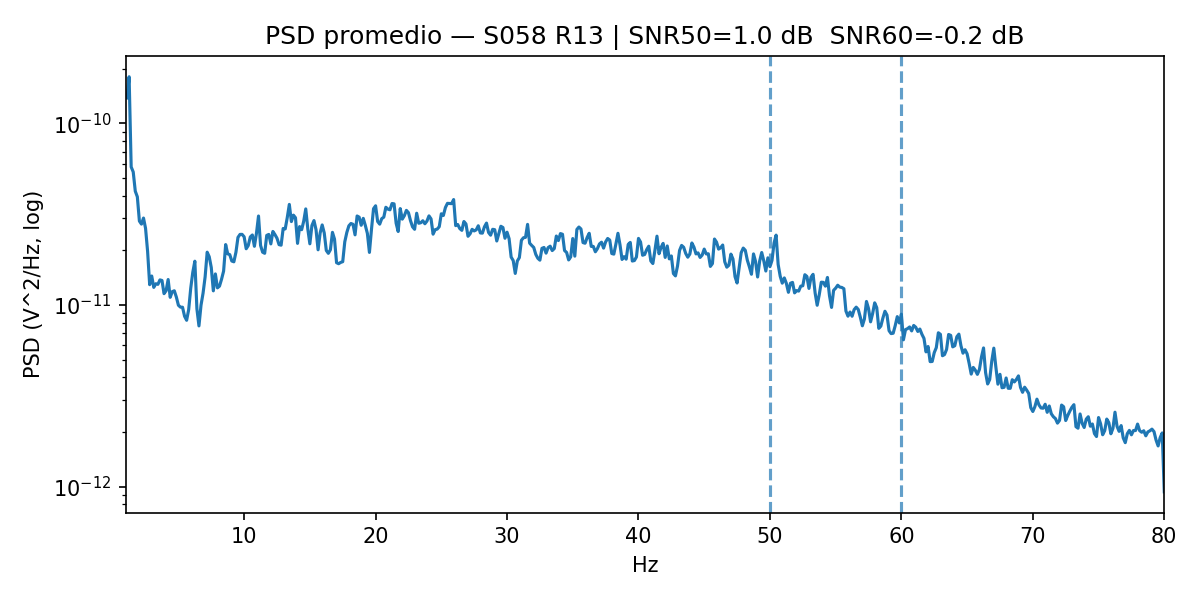 PSD promedio — S058 R13 | SNR50=1.0 dB  SNR60=-0.2 dB
PSD (V^2/Hz, log)
10⁻¹⁰
10⁻¹¹
10⁻¹²
10 20 30 40 50 60 70 80
Hz